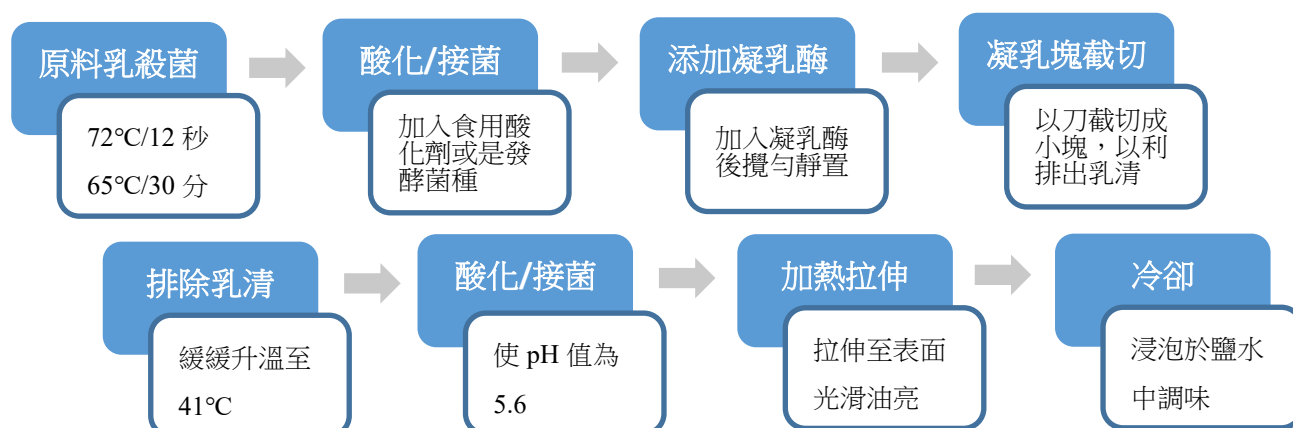 原料乳殺菌
72°C/12 秒
65°C/30 分
酸化/接菌
加入食用酸
化劑或是發
酵菌種
添加凝乳酶
加入凝乳酶
後攪勻靜置
凝乳塊截切
以刀截切成
小塊，以利
排出乳清
排除乳清
緩緩升溫至
41°C
酸化/接菌
使 pH 值為
5.6
加熱拉伸
拉伸至表面
光滑油亮
冷卻
浸泡於鹽水
中調味